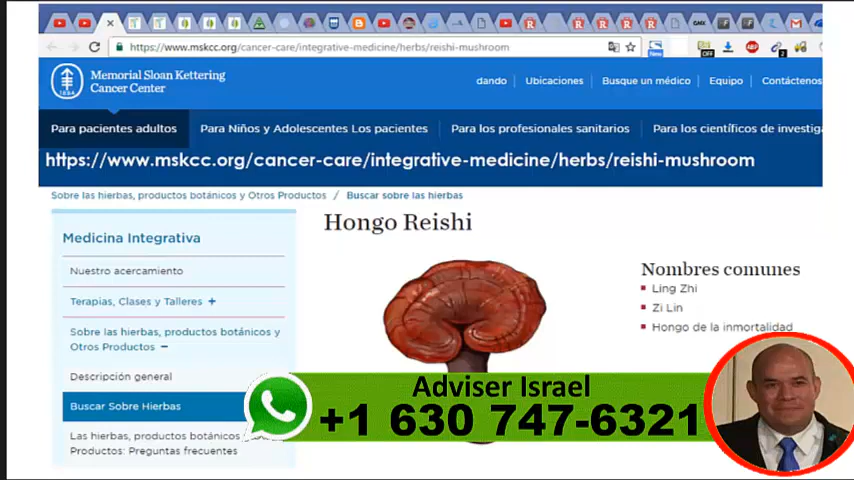 https://www.mskcc.org/cancer-care/integrative-medicine/herbs/reishi-mushroom
Memorial Sloan Kettering
Cancer Center
dando
Ubicaciones
Busque un médico
Equipo
Contáctenos
Para pacientes adultos
Para Niños y Adolescentes Los pacientes
Para los profesionales sanitarios
Para los científicos de investiga
https://www.mskcc.org/cancer-care/integrative-medicine/herbs/reishi-mushroom
Sobre las hierbas, productos botánicos y Otros Productos / Buscar sobre las hierbas
Hongo Reishi
Medicina Integrativa
Nuestro acercamiento
Terapias, Clases y Talleres +
Sobre las hierbas, productos botánicos y
Otros Productos −
Descripción general
Buscar Sobre Hierbas
Las hierbas, productos botánicos
Productos: Preguntas frecuentes
Nombres comunes
Ling Zhi
Zi Lin
Hongo de la inmortalidad
Adviser Israel
+1 630 747-6321